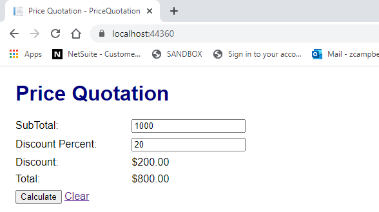 Price Quotation - PriceQuotation
localhost:44360
Apps NetSuite - Custome... SANDBOX Sign in to your acco... Mail - zcampbe
Price Quotation
SubTotal: 1000
Discount Percent: 20
Discount: $200.00
Total: $800.00
Calculate Clear